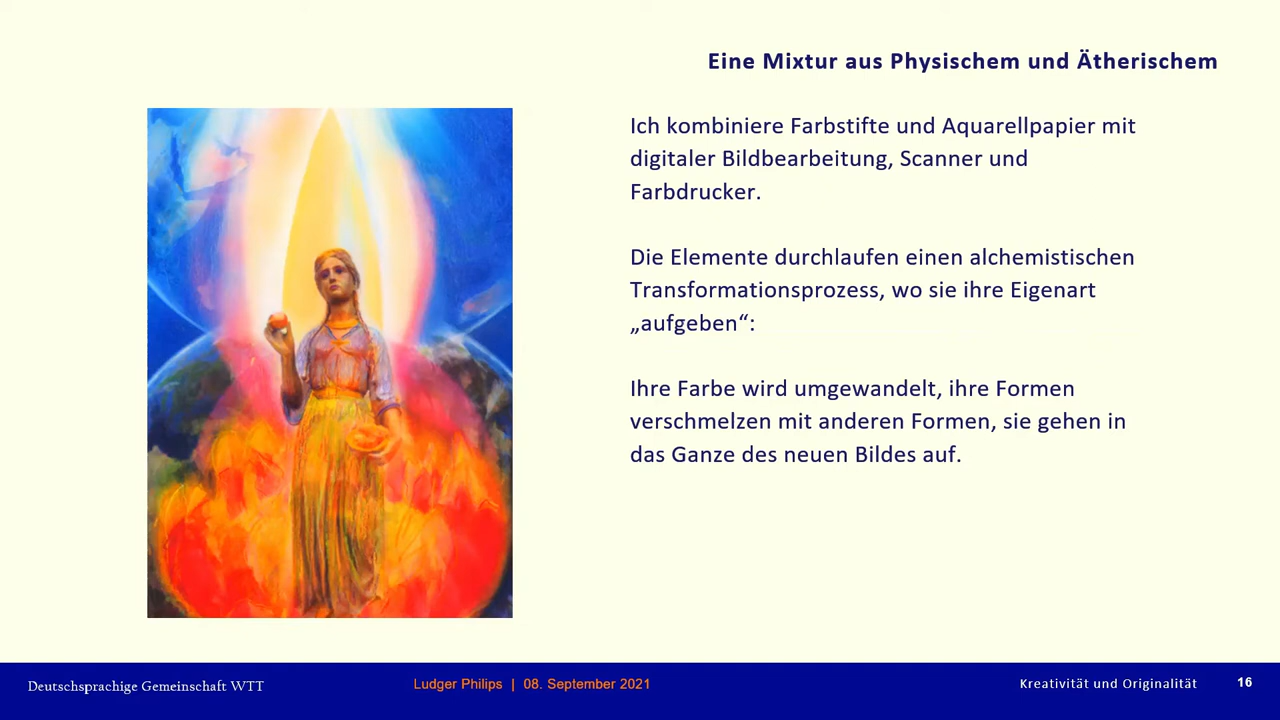 Eine Mixtur aus Physischem und Ätherischem
Ich kombiniere Farbstifte und Aquarellpapier mit
digitaler Bildbearbeitung, Scanner und
Farbdrucker.
Die Elemente durchlaufen einen alchemistischen
Transformationsprozess, wo sie ihre Eigenart
„aufgeben“:
Ihre Farbe wird umgewandelt, ihre Formen
verschmelzen mit anderen Formen, sie gehen in
das Ganze des neuen Bildes auf.
Deutschsprachige Gemeinschaft WTT
Ludger Philips | 08. September 2021
Kreativität und Originalität
16